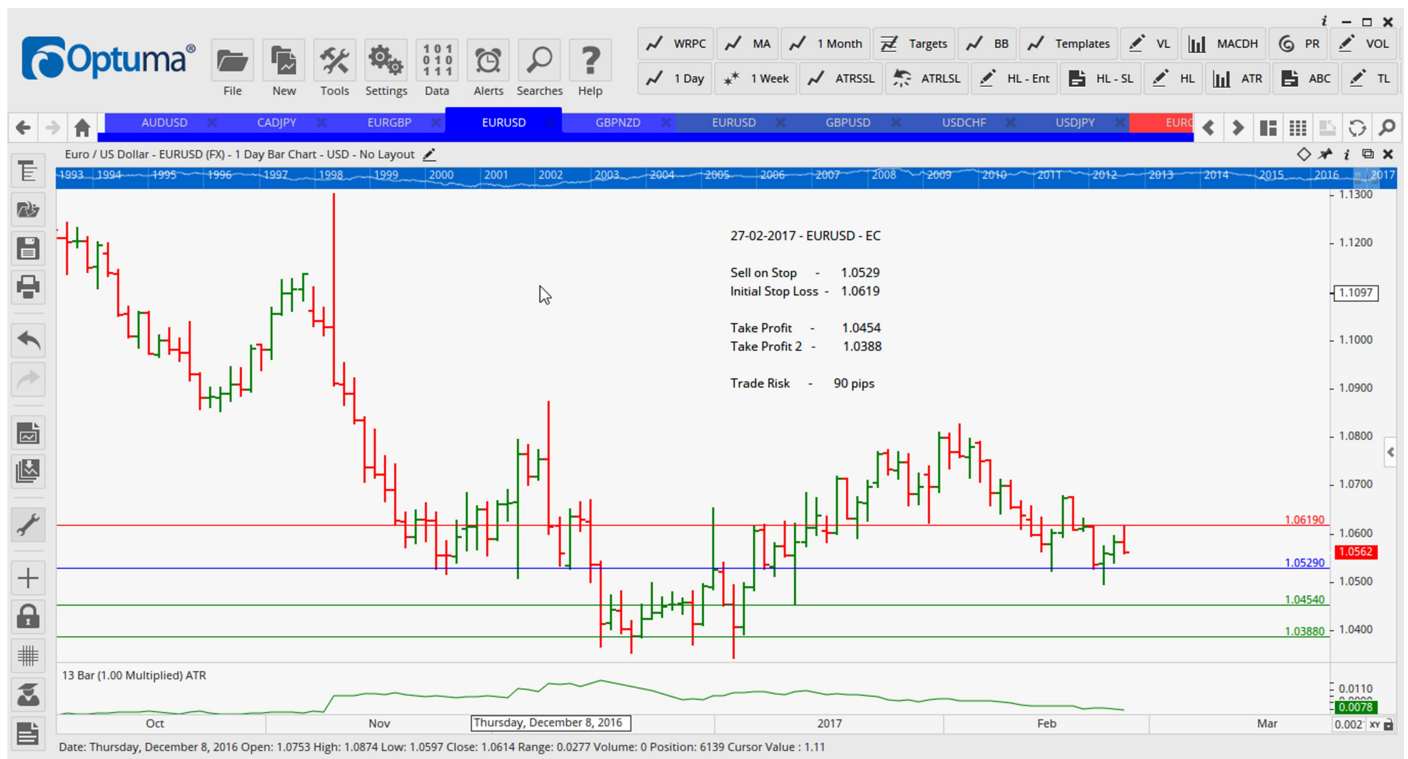 i
Optuma®
File New Tools Settings Data Alerts Searches Help
101
010
111
WRPC MA 1 Month Targets BB Templates VL MACDH PR VOL
1 Day 1 Week ATRSSL ATRLSL HL - Ent HL - SL HL ATR ABC TL
AUDUSD CADJPY EURGBP EURUSD GBPNZD EURUSD GBPUSD USDCHF USDJPY
Euro / US Dollar - EURUSD (FX) - 1 Day Bar Chart - USD - No Layout
i
1993 1994 1995 1996 1997 1998 1999 2000 2001 2002 2003 2004 2005 2006 2007 2008 2009 2010 2011 2012 2013 2014 2015 2016 2017
1.1300
27-02-2017 - EURUSD - EC
1.1200
Sell on Stop - 1.0529
Initial Stop Loss - 1.0619
1.1097
Take Profit - 1.0454
1.1000
Take Profit 2 - 1.0388
Trade Risk - 90 pips
1.0900
1.0800
1.0700
1.06190
1.0600
1.0562
1.05290
1.0500
1.04540
1.03880
1.0400
13 Bar (1.00 Multiplied) ATR
0.0110
0.0078
Oct Nov Thursday, December 8, 2016 2017 Feb Mar 0.002 XY
Date: Thursday, December 8, 2016 Open: 1.0753 High: 1.0874 Low: 1.0597 Close: 1.0614 Range: 0.0277 Volume: 0 Position: 6139 Cursor Value : 1.11